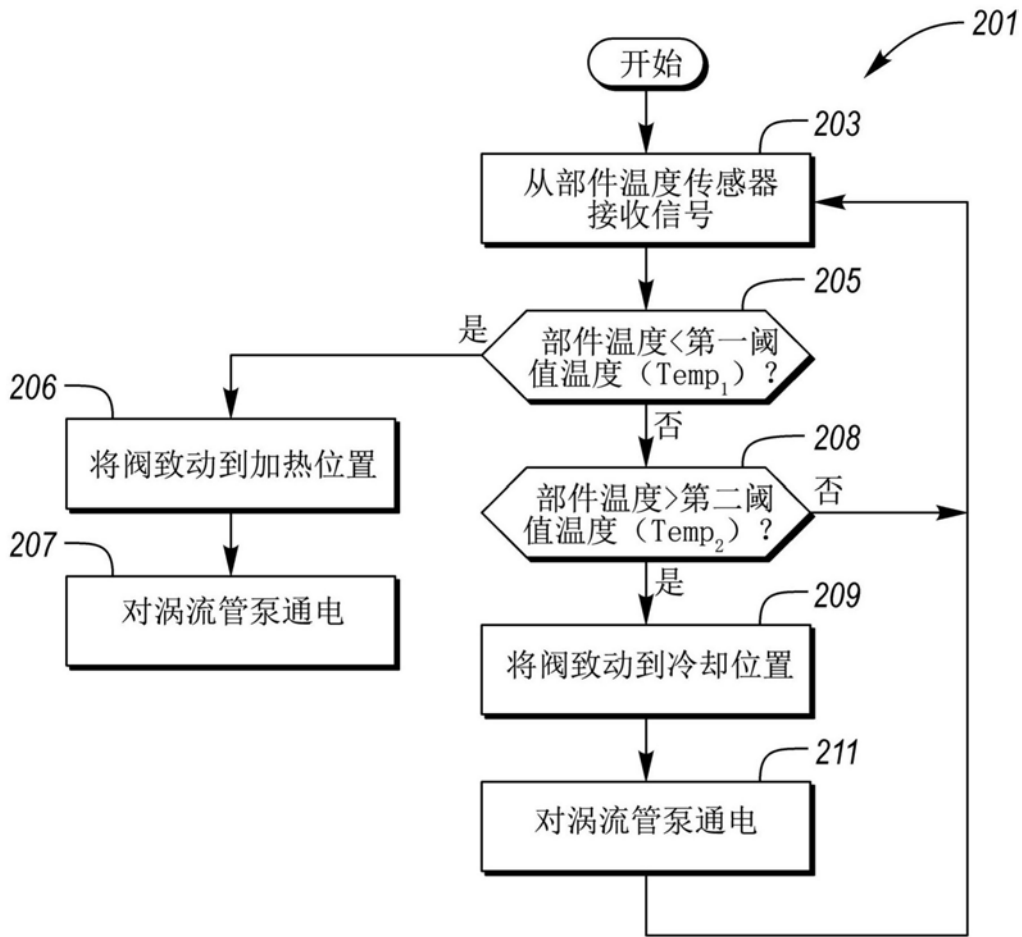 201
开始
203
从部件温度传感器
接收信号
205
是
部件温度<第一阈
值温度（Temp₁）？
206
将阀致动到加热位置
否
208
部件温度>第二阈
值温度（Temp₂）？
否
207
对涡流管泵通电
是
209
将阀致动到冷却位置
211
对涡流管泵通电